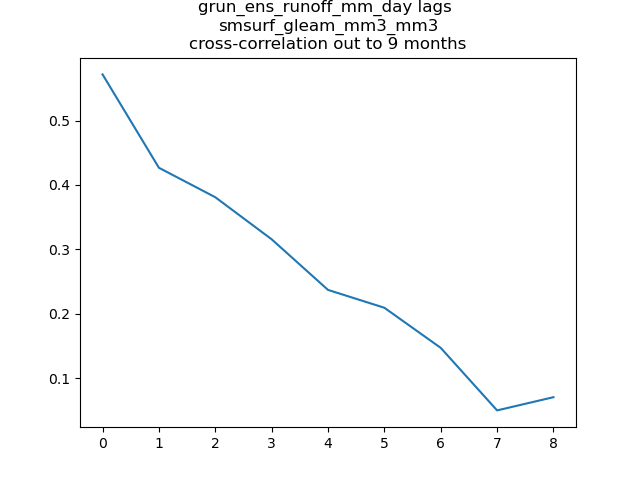 grun_ens_runoff_mm_day lags
smsurf_gleam_mm3_mm3
cross-correlation out to 9 months
0.5
0.4
0.3
0.2
0.1
0 1 2 3 4 5 6 7 8